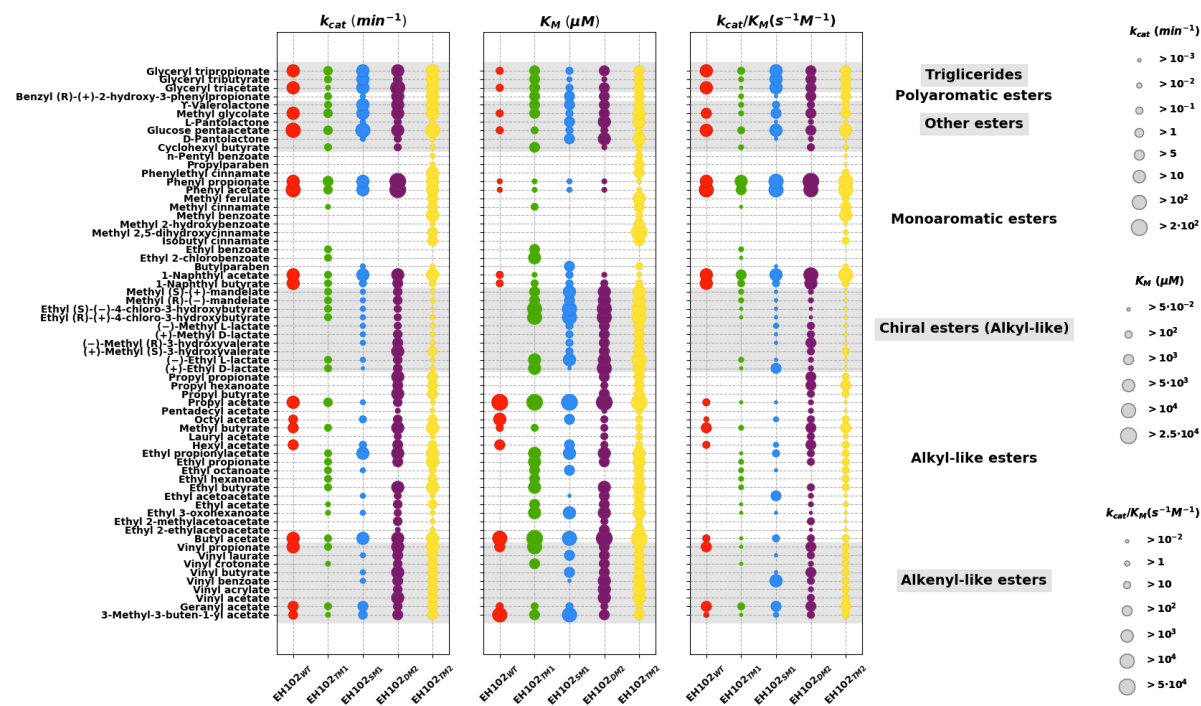 k_cat (min⁻¹)
K_M (μM)
k_cat/K_M(s⁻¹M⁻¹)
Glyceryl tripropionate
Glyceryl tributyrate
Glyceryl triacetate
Benzyl (R)-(+)-2-hydroxy-3-phenylpropionate
ϒ-Valerolactone
Methyl glycolate
L-Pantolactone
Glucose pentaacetate
D-Pantolactone
Cyclohexyl butyrate
n-Pentyl benzoate
Propylparaben
Phenylethyl cinnamate
Phenyl propionate
Phenyl acetate
Methyl ferulate
Methyl cinnamate
Methyl benzoate
Methyl 2-hydroxybenzoate
Methyl 2,5-dihydroxycinnamate
Isobutyl cinnamate
Ethyl benzoate
Ethyl 2-chlorobenzoate
Butylparaben
1-Naphthyl acetate
1-Naphthyl butyrate
Methyl (S)-(+)-mandelate
Methyl (R)-(−)-mandelate
Ethyl (S)-(−)-4-chloro-3-hydroxybutyrate
Ethyl (R)-(+)-4-chloro-3-hydroxybutyrate
(−)-Methyl L-lactate
(+)-Methyl D-lactate
(−)-Methyl (R)-3-hydroxyvalerate
(+)-Methyl (S)-3-hydroxyvalerate
(−)-Ethyl L-lactate
(+)-Ethyl D-lactate
Propyl propionate
Propyl hexanoate
Propyl butyrate
Propyl acetate
Pentadecyl acetate
Octyl acetate
Methyl butyrate
Lauryl acetate
Hexyl acetate
Ethyl propionylacetate
Ethyl propionate
Ethyl octanoate
Ethyl hexanoate
Ethyl butyrate
Ethyl acetoacetate
Ethyl acetate
Ethyl 3-oxohexanoate
Ethyl 2-methylacetoacetate
Ethyl 2-ethylacetoacetate
Butyl acetate
Vinyl propionate
Vinyl laurate
Vinyl crotonate
Vinyl butyrate
Vinyl benzoate
Vinyl acrylate
Vinyl acetate
Geranyl acetate
3-Methyl-3-buten-1-yl acetate
EH102WT EH102TM1 EH102SM1 EH102DM2 EH102TM2
EH102WT EH102TM1 EH102SM1 EH102DM2 EH102TM2
EH102WT EH102TM1 EH102SM1 EH102DM2 EH102TM2
Triglicerides
Polyaromatic esters
Other esters
Monoaromatic esters
Chiral esters (Alkyl-like)
Alkyl-like esters
Alkenyl-like esters
k_cat (min⁻¹)
>10⁻³
>10⁻²
>10⁻¹
>1
>5
>10
>10²
>2·10²
K_M (μM)
>5·10⁻²
>10²
>10³
>5·10³
>10⁴
>2.5·10⁴
k_cat/K_M(s⁻¹M⁻¹)
>10⁻²
>1
>10
>10²
>10³
>10⁴
>5·10⁴